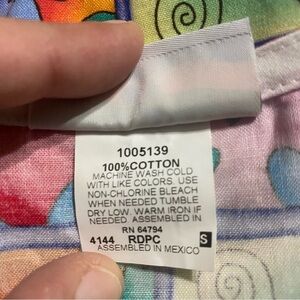 1005139
100% COTTON
MACHINE WASH COLD
WITH LIKE COLORS. USE
NON-CHLORINE BLEACH
WHEN NEEDED TUMBLE
DRY LOW. WARM IRON IF
NEEDED. ASSEMBLED IN
RN 64794
4144 RDPC S
ASSEMBLED IN MEXICO